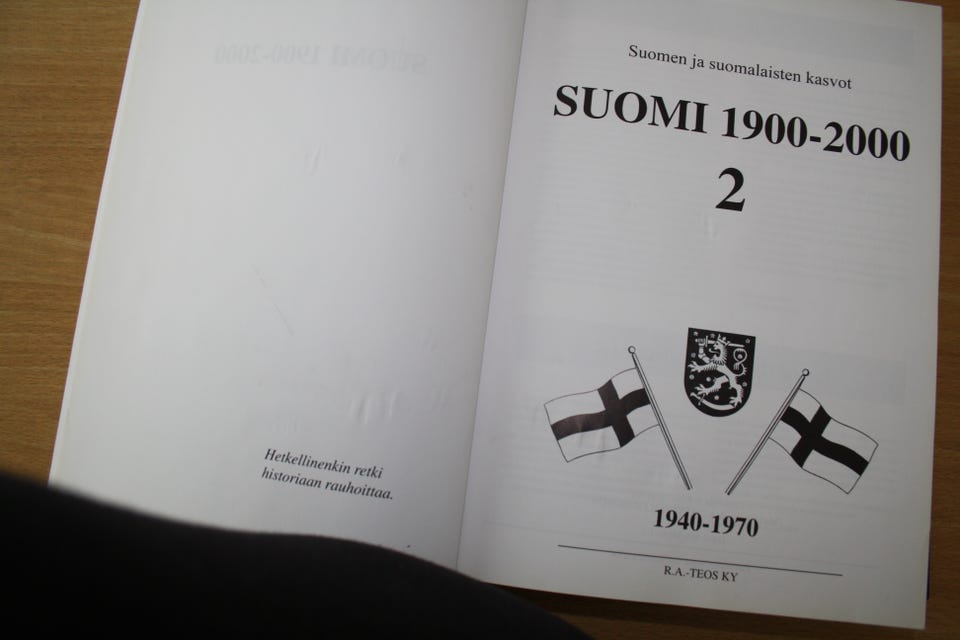 Hetkellinenkin retki
historiaan rauhoittaa.
Suomen ja suomalaisten kasvot
SUOMI 1900-2000
2
1940-1970
R.A.-TEOS KY